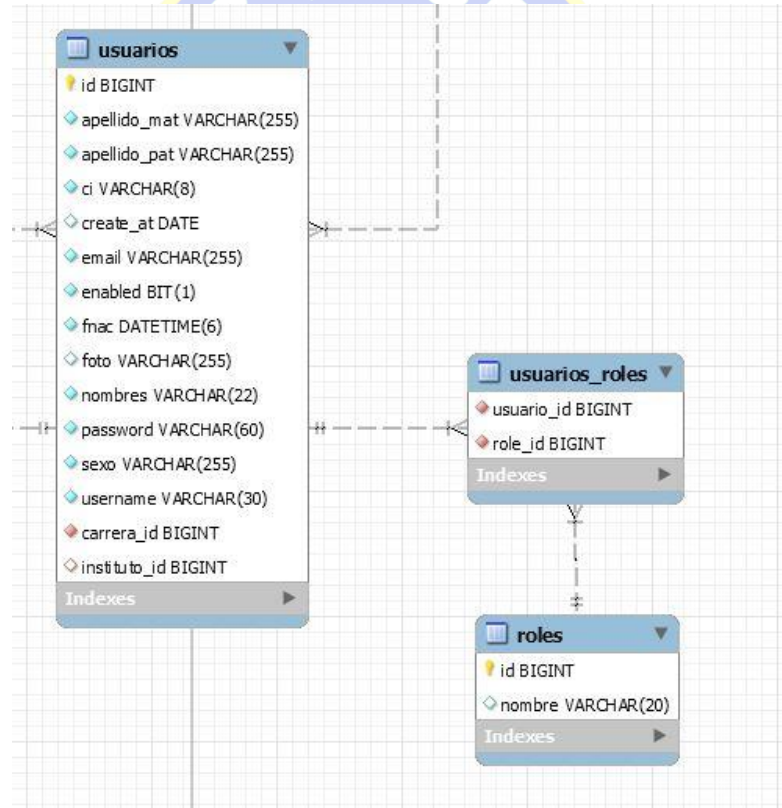 usuarios
id BIGINT
apellido_mat VARCHAR(255)
apellido_pat VARCHAR(255)
ci VARCHAR(8)
create_at DATE
email VARCHAR(255)
enabled BIT(1)
fnac DATETIME(6)
foto VARCHAR(255)
nombres VARCHAR(22)
password VARCHAR(60)
sexo VARCHAR(255)
username VARCHAR(30)
carrera_id BIGINT
instituto_id BIGINT
Indexes
usuarios_roles
usuario_id BIGINT
role_id BIGINT
Indexes
roles
id BIGINT
nombre VARCHAR(20)
Indexes